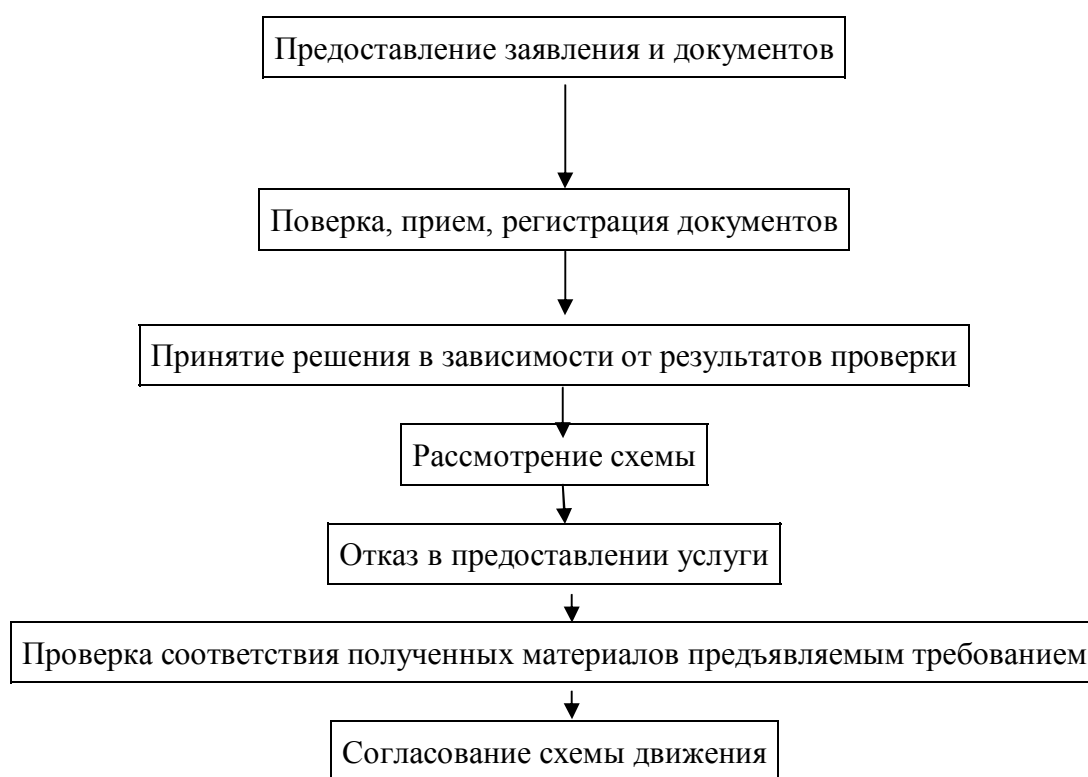 Предоставление заявления и документов
Поверка, прием, регистрация документов
Принятие решения в зависимости от результатов проверки
Рассмотрение схемы
Отказ в предоставлении услуги
Проверка соответствия полученных материалов предъявляемым требованием
Согласование схемы движения